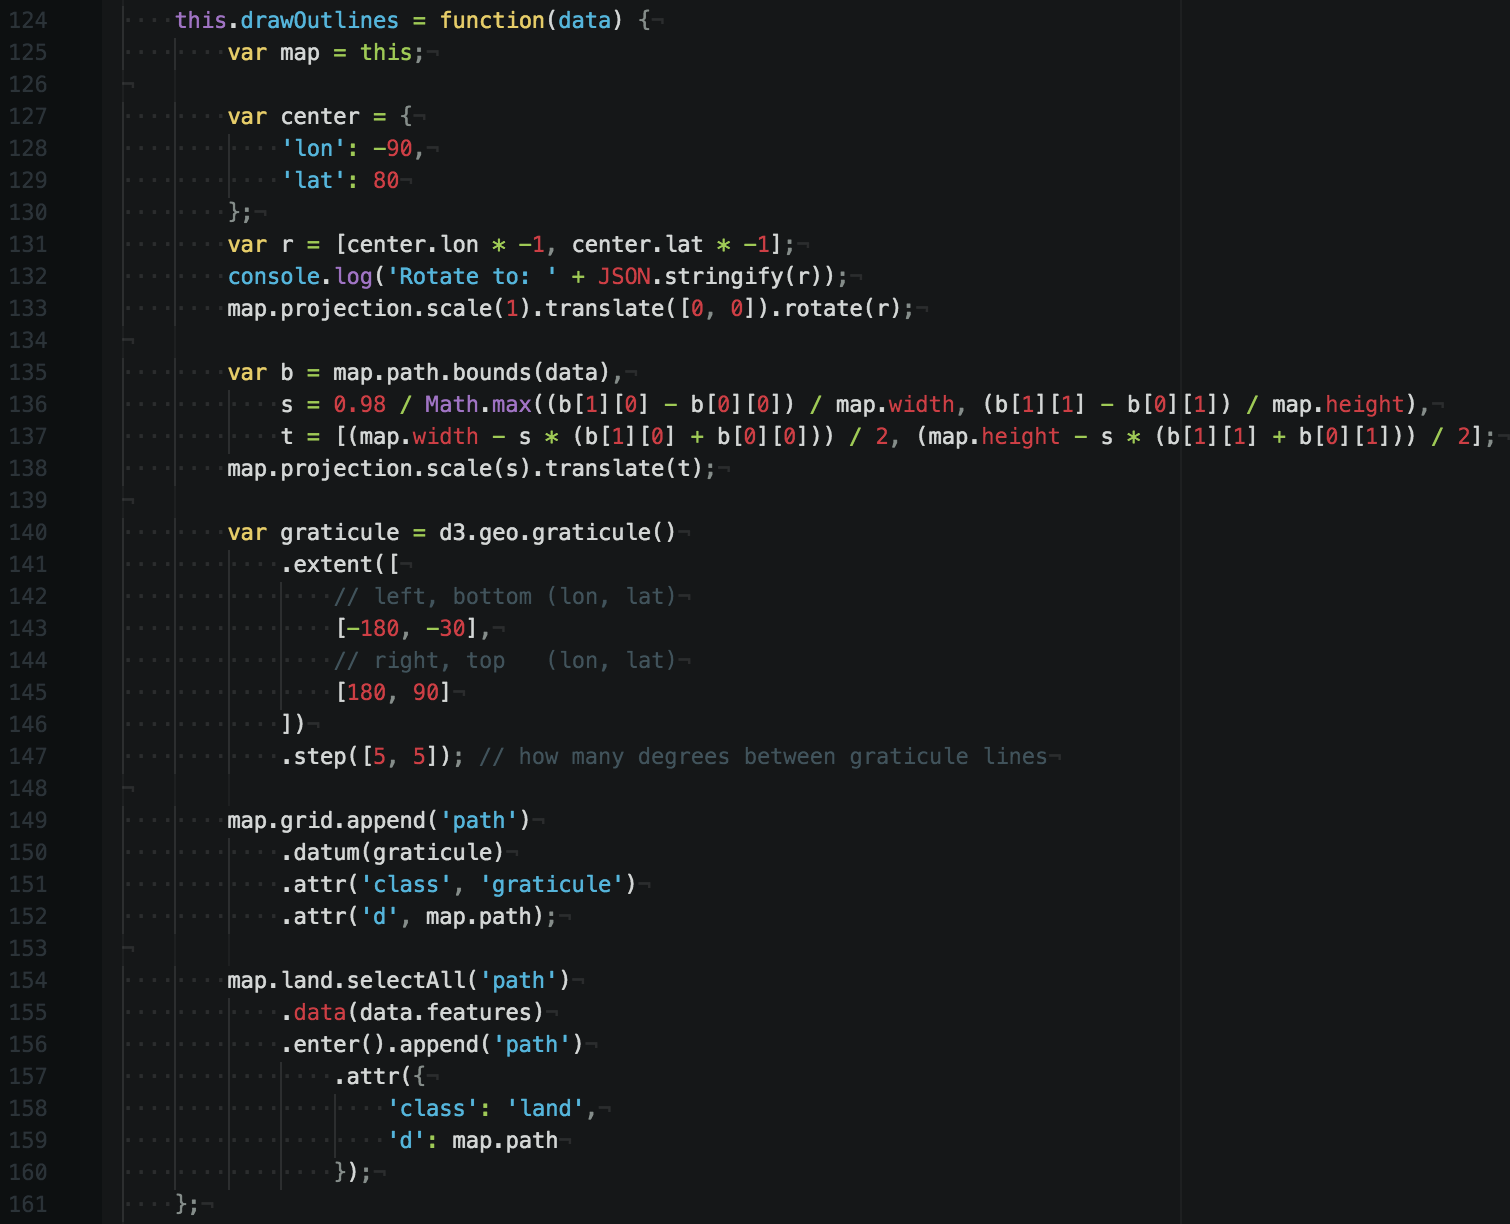 124     this.drawOutlines = function(data) {
125         var map = this;
126
127         var center = {
128             'lon': -90,
129             'lat': 80
130         };
131         var r = [center.lon * -1, center.lat * -1];
132         console.log('Rotate to: ' + JSON.stringify(r));
133         map.projection.scale(1).translate([0, 0]).rotate(r);
134
135         var b = map.path.bounds(data),
136             s = 0.98 / Math.max((b[1][0] - b[0][0]) / map.width, (b[1][1] - b[0][1]) / map.height),
137             t = [(map.width - s * (b[1][0] + b[0][0])) / 2, (map.height - s * (b[1][1] + b[0][1])) / 2];
138         map.projection.scale(s).translate(t);
139
140         var graticule = d3.geo.graticule()
141             .extent([
142                 // left, bottom (lon, lat)
143                 [-180, -30],
144                 // right, top   (lon, lat)
145                 [180, 90]
146             ])
147             .step([5, 5]); // how many degrees between graticule lines
148
149         map.grid.append('path')
150             .datum(graticule)
151             .attr('class', 'graticule')
152             .attr('d', map.path);
153
154         map.land.selectAll('path')
155             .data(data.features)
156             .enter().append('path')
157                 .attr({
158                     'class': 'land',
159                     'd': map.path
160                 });
161     };